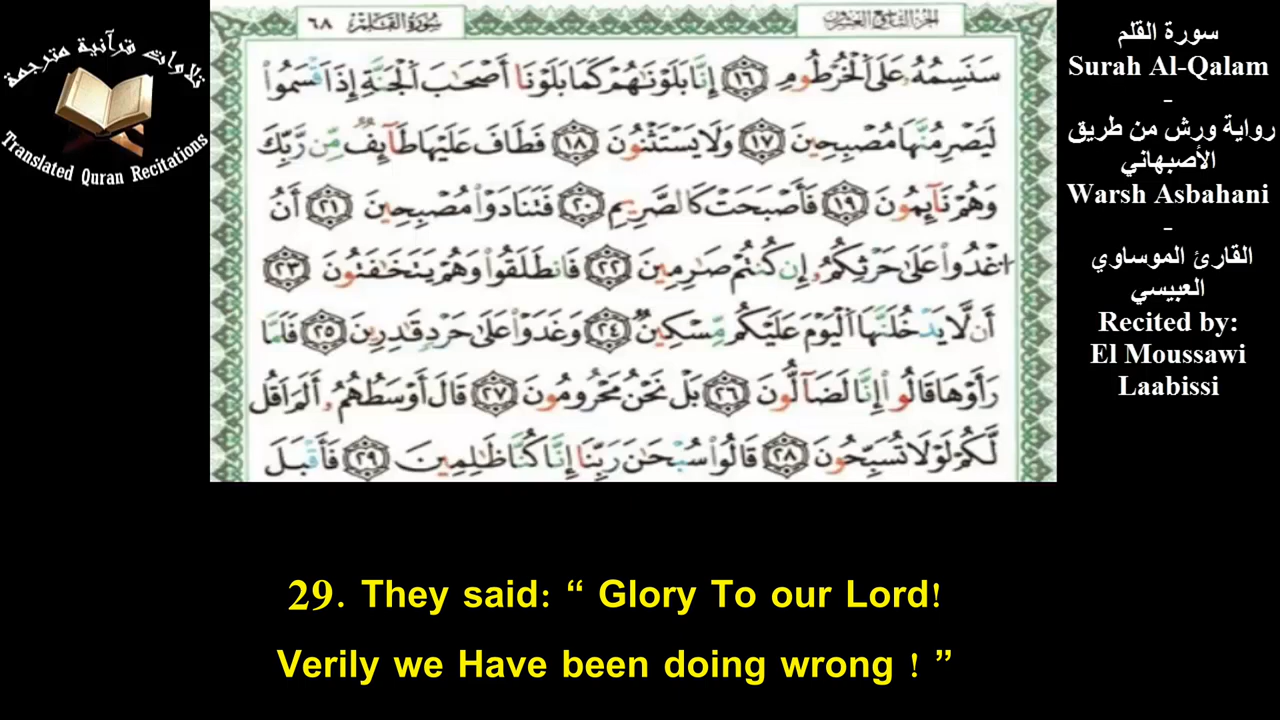 تلاوات قرآنية مترجمة
Translated Quran Recitations
سورة القلم ٦٨
الجزء التاسع والعشرون
سَنَسِمُهُۥ عَلَى ٱلْخُرْطُومِ ١٦ إِنَّا بَلَوْنَٰهُمْ كَمَا بَلَوْنَا أَصْحَٰبَ ٱلْجَنَّةِ إِذَ اَقْسَمُوا۟
لَيَصْرِمُنَّهَا مُصْبِحِينَ ١٧ وَلَا يَسْتَثْنُونَ ١٨ فَطَافَ عَلَيْهَا طَآئِفٌ مِّن رَّبِّكَ
وَهُمْ نَآئِمُونَ ١٩ فَأَصْبَحَتْ كَالصَّرِيمِ ٢٠ فَتَنَادَوْا۟ مُصْبِحِينَ ٢١ أَنُ
اغْدُوا۟ عَلَىٰ حَرْثِكُمُۥ إِن كُنتُمْ صَٰرِمِينَ ٢٢ فَانطَلَقُوا۟ وَهُمْ يَتَخَٰفَتُونَ ٢٣
أَن لَّا يَدْخُلَنَّهَا ٱلْيَوْمَ عَلَيْكُم مِّسْكِينٌ ٢٤ وَغَدَوْا۟ عَلَىٰ حَرْدٍ قَٰدِرِينَ ٢٥ فَلَمَّا
رَأَوْهَا قَالُوٓا۟ إِنَّا لَضَآلُّونَ ٢٦ بَلْ نَحْنُ مَحْرُومُونَ ٢٧ قَالَ أَوْسَطُهُمُۥ أَلَمَ اَقُل
لَّكُمْ لَوْلَا تُسَبِّحُونَ ٢٨ قَالُوا۟ سُبْحَٰنَ رَبِّنَا إِنَّا كُنَّا ظَٰلِمِينَ ٢٩ فَأَقْبَلَ
سورة القلم
Surah Al-Qalam
-
رواية ورش من طريق
الأصبهاني
Warsh Asbahani
-
القارئ الموساوي
العبيسي
Recited by:
El Moussawi
Laabissi
29. They said: “ Glory To our Lord!
Verily we Have been doing wrong ! ”